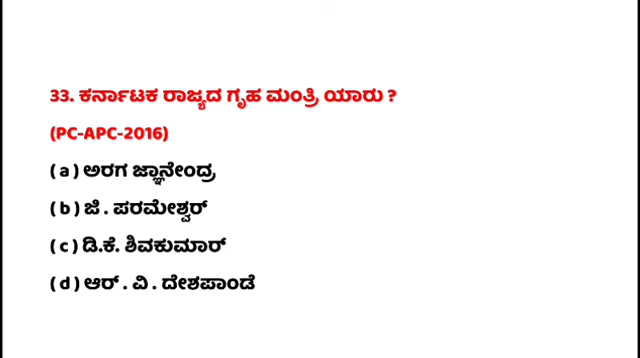 33. ಕರ್ನಾಟಕ ರಾಜ್ಯದ ಗೃಹ ಮಂತ್ರಿ ಯಾರು ?
(PC-APC-2016)
( a ) ಅರಗ ಜ್ಞಾನೇಂದ್ರ
( b ) ಜಿ . ಪರಮೇಶ್ವರ್
( c ) ಡಿ.ಕೆ. ಶಿವಕುಮಾರ್
( d ) ಆರ್ . ವಿ . ದೇಶಪಾಂಡೆ